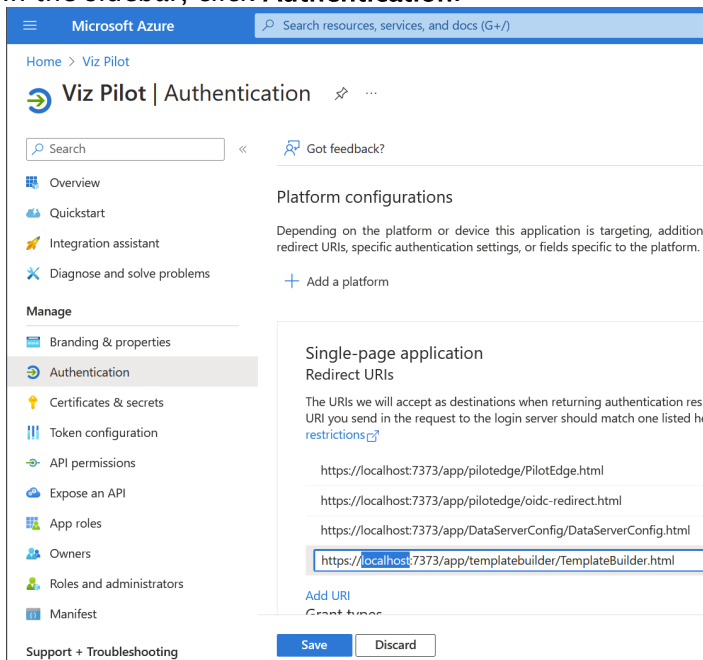 In the sidebar, click Authentication.
Microsoft Azure
Search resources, services, and docs (G+/)
Home > Viz Pilot
Viz Pilot | Authentication
Search
«
Got feedback?
Overview
Quickstart
Integration assistant
Diagnose and solve problems
Manage
Branding & properties
Authentication
Certificates & secrets
Token configuration
API permissions
Expose an API
App roles
Owners
Roles and administrators
Manifest
Support + Troubleshooting
Platform configurations
Depending on the platform or device this application is targeting, addition
redirect URIs, specific authentication settings, or fields specific to the platform.
Add a platform
Single-page application
Redirect URIs
The URIs we will accept as destinations when returning authentication res
URI you send in the request to the login server should match one listed he
restrictions
https://localhost:7373/app/pilotedge/PilotEdge.html
https://localhost:7373/app/pilotedge/oidc-redirect.html
https://localhost:7373/app/DataServerConfig/DataServerConfig.html
https://localhost:7373/app/templatebuilder/TemplateBuilder.html
Add URI
Grant types
Save
Discard